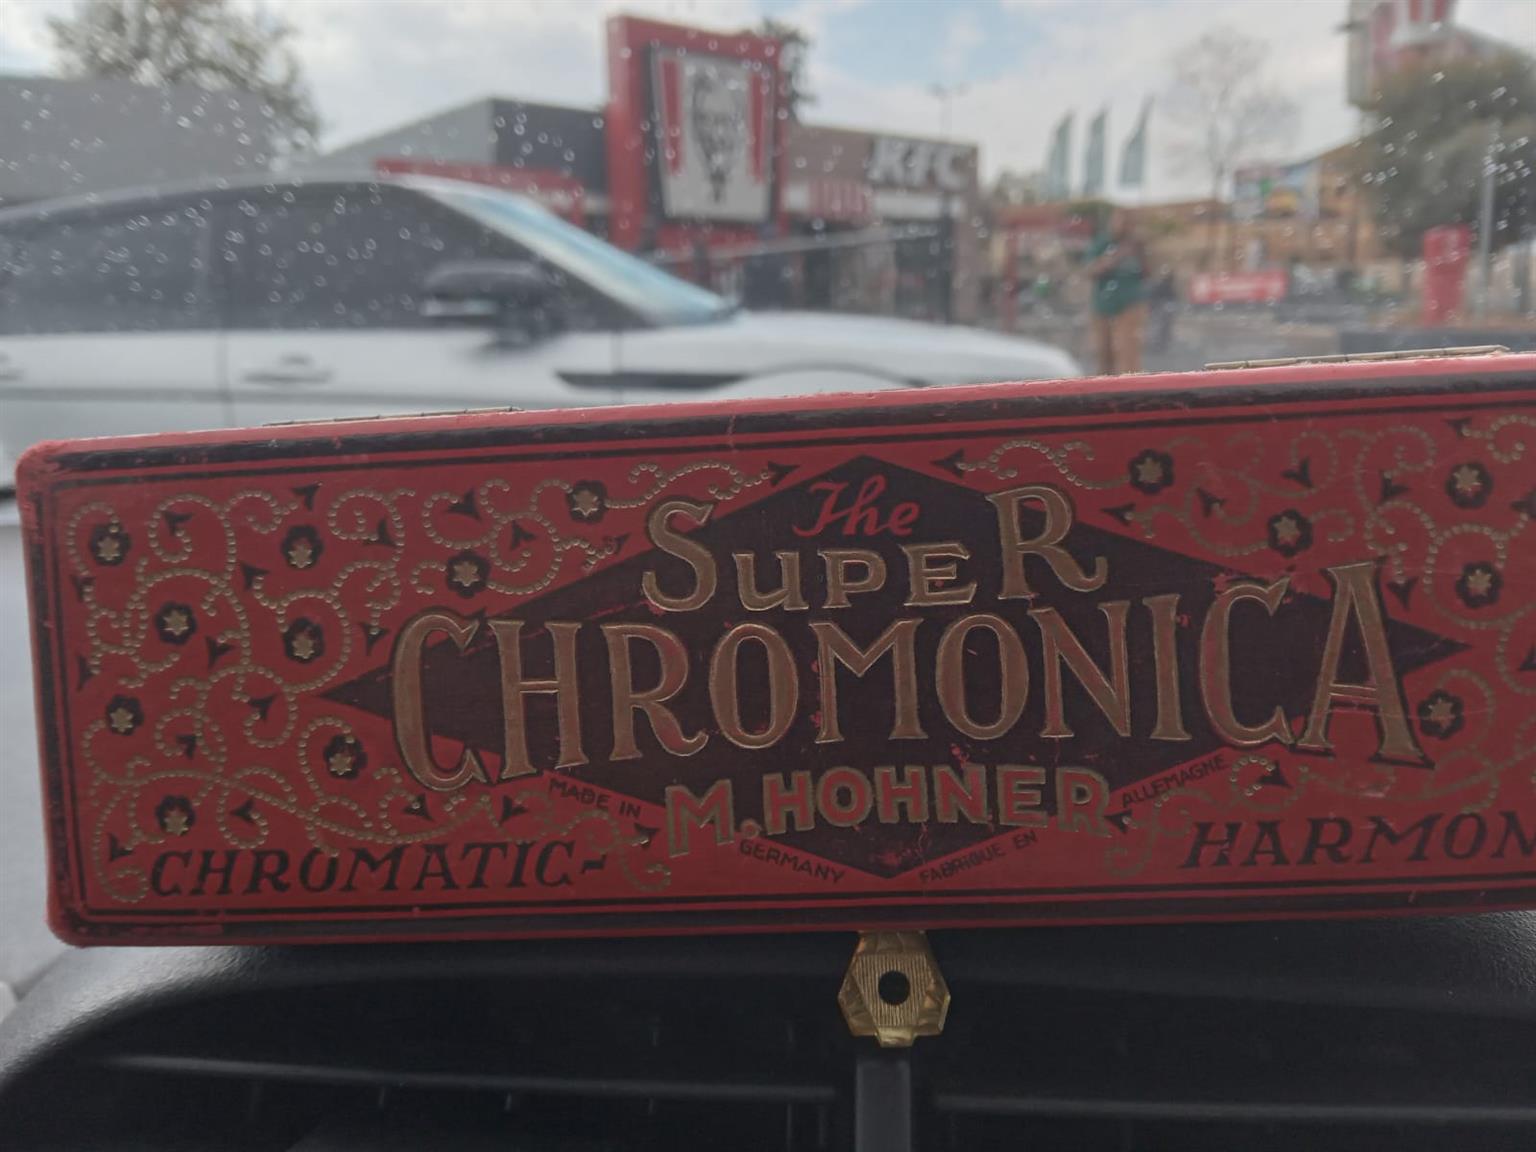 KFC
The
SUPER
CHROMONICA
M. HOHNER
MADE IN GERMANY
FABRIQUE EN ALLEMAGNE
CHROMATIC- HARMON